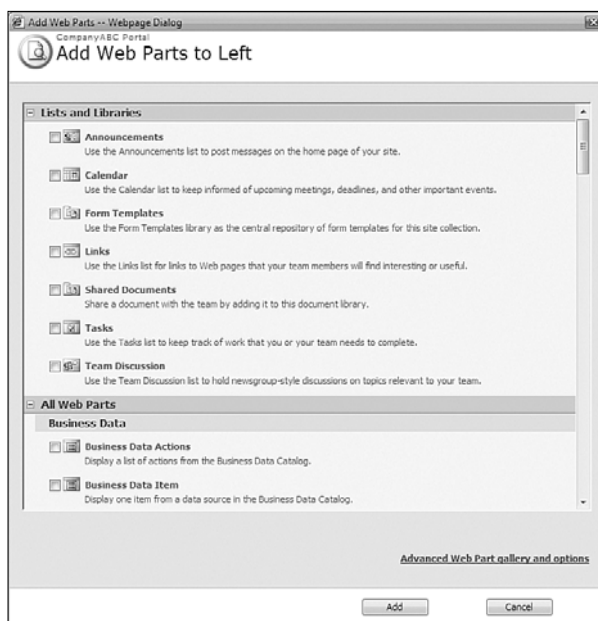 Add Web Parts -- Webpage Dialog
CompanyABC Portal
Add Web Parts to Left
Lists and Libraries
Announcements
Use the Announcements list to post messages on the home page of your site.
Calendar
Use the Calendar list to keep informed of upcoming meetings, deadlines, and other important events.
Form Templates
Use the Form Templates library as the central repository of form templates for this site collection.
Links
Use the Links list for links to Web pages that your team members will find interesting or useful.
Shared Documents
Share a document with the team by adding it to this document library.
Tasks
Use the Tasks list to keep track of work that you or your team needs to complete.
Team Discussion
Use the Team Discussion list to hold newsgroup-style discussions on topics relevant to your team.
All Web Parts
Business Data
Business Data Actions
Display a list of actions from the Business Data Catalog.
Business Data Item
Display one item from a data source in the Business Data Catalog.
Advanced Web Part gallery and options
Add Cancel